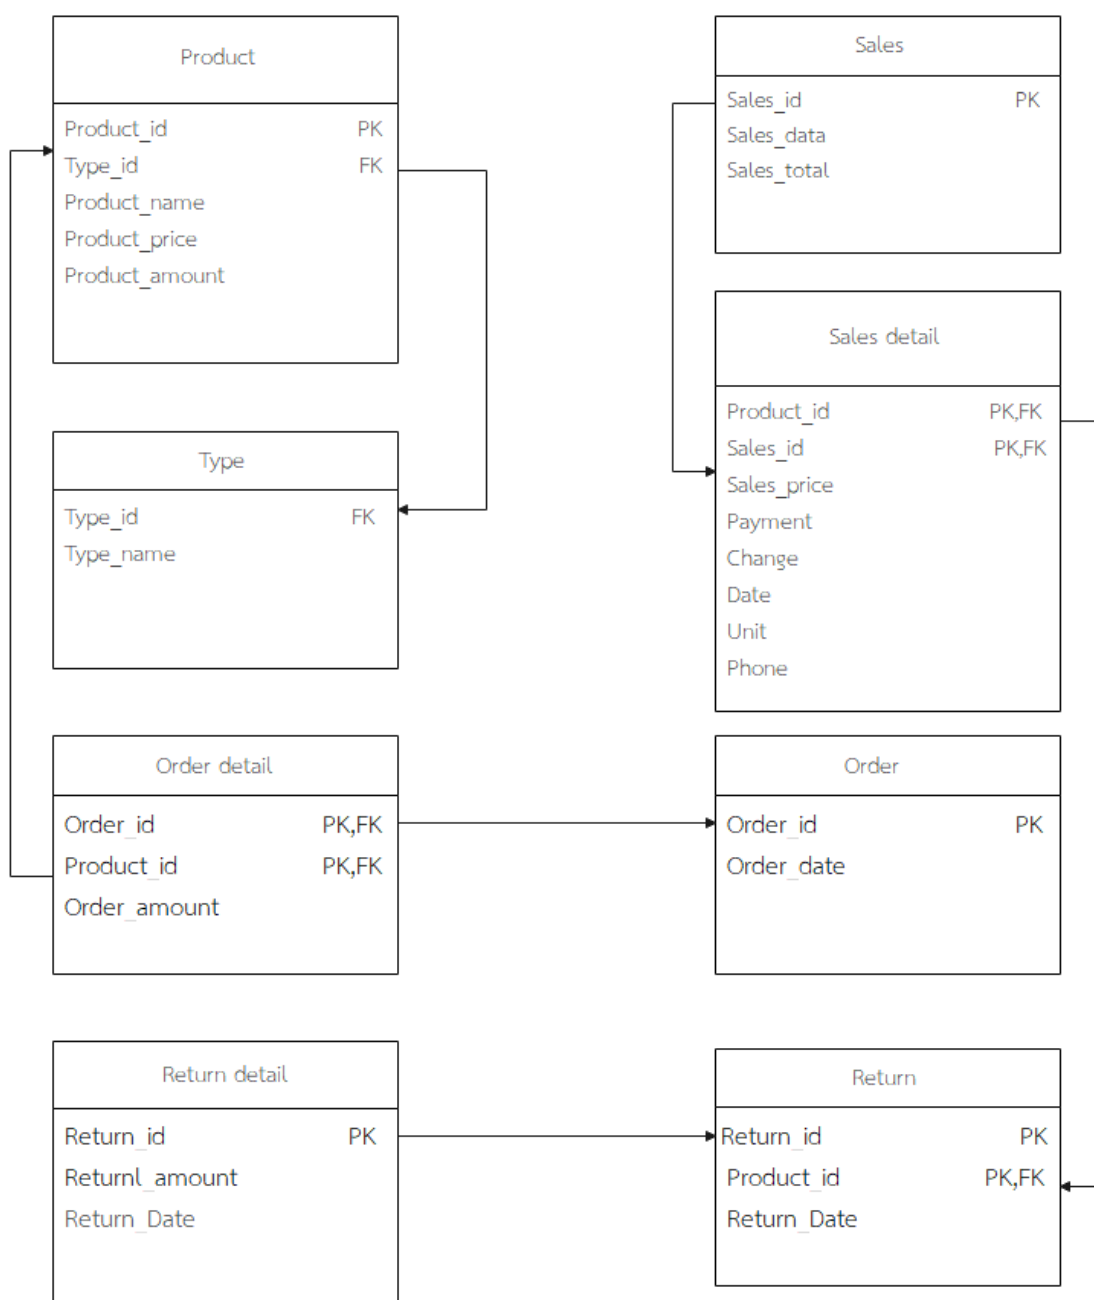 Product
Product_id PK
Type_id FK
Product_name
Product_price
Product_amount
Sales
Sales_id PK
Sales_data
Sales_total
Sales detail
Product_id PK,FK
Sales_id PK,FK
Sales_price
Payment
Change
Date
Unit
Phone
Type
Type_id FK
Type_name
Order detail
Order_id PK,FK
Product_id PK,FK
Order_amount
Order
Order_id PK
Order_date
Return detail
Return_id PK
Returnl_amount
Return_Date
Return
Return_id PK
Product_id PK,FK
Return_Date